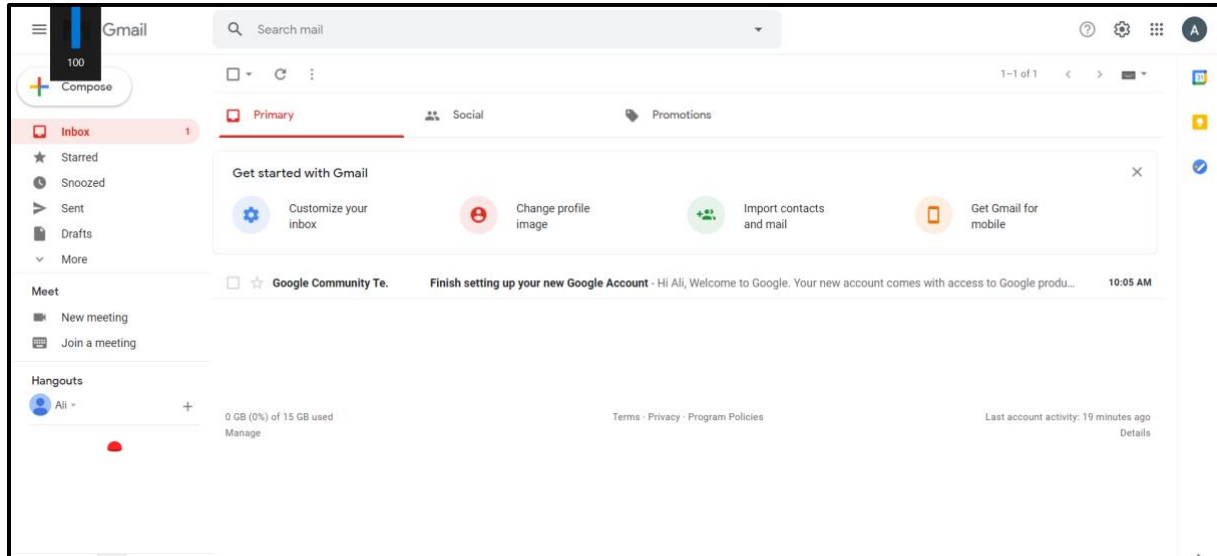 Gmail
Search mail
100
Compose
1–1 of 1
Primary
Social
Promotions
Inbox 1
Starred
Snoozed
Sent
Drafts
More
Get started with Gmail
Customize your
inbox
Change profile
image
Import contacts
and mail
Get Gmail for
mobile
Google Community Te. Finish setting up your new Google Account - Hi Ali, Welcome to Google. Your new account comes with access to Google produ... 10:05 AM
Meet
New meeting
Join a meeting
Hangouts
Ali
0 GB (0%) of 15 GB used
Manage
Terms · Privacy · Program Policies
Last account activity: 19 minutes ago
Details
A
31